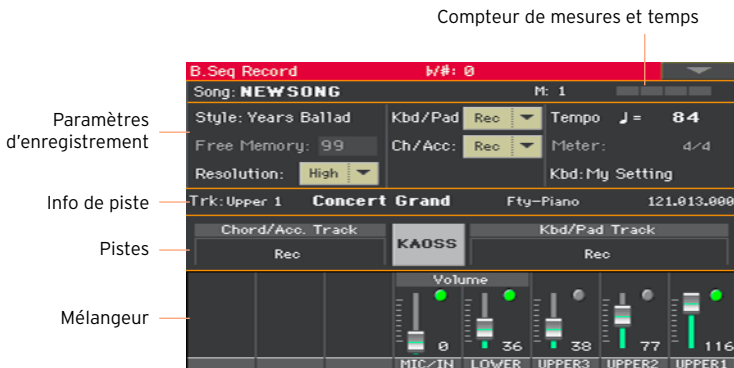 Compteur de mesures et temps
B.Seq Record ♭/#: 0
Song: NEWSONG M: 1
Paramètres d'enregistrement
Style: Years Ballad Kbd/Pad Rec Tempo ♩ = 84
Free Memory: 99 Ch/Acc: Rec Meter: 4/4
Resolution: High Kbd: My Setting
Info de piste
Trk: Upper 1 Concert Grand Fty-Piano 121.013.000
Pistes
Chord/Acc. Track KAOSS Kbd/Pad Track
Rec Rec
Mélangeur
Volume
0 36 38 77 116
MIC/IN LOWER UPPER3 UPPER2 UPPER1